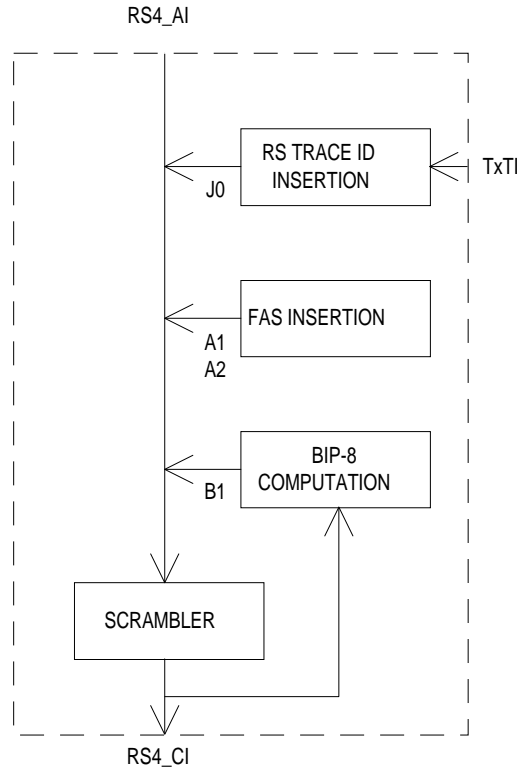 RS4_AI
RS TRACE ID
INSERTION
TxTI
J0
FAS INSERTION
A1
A2
BIP-8
COMPUTATION
B1
SCRAMBLER
RS4_CI